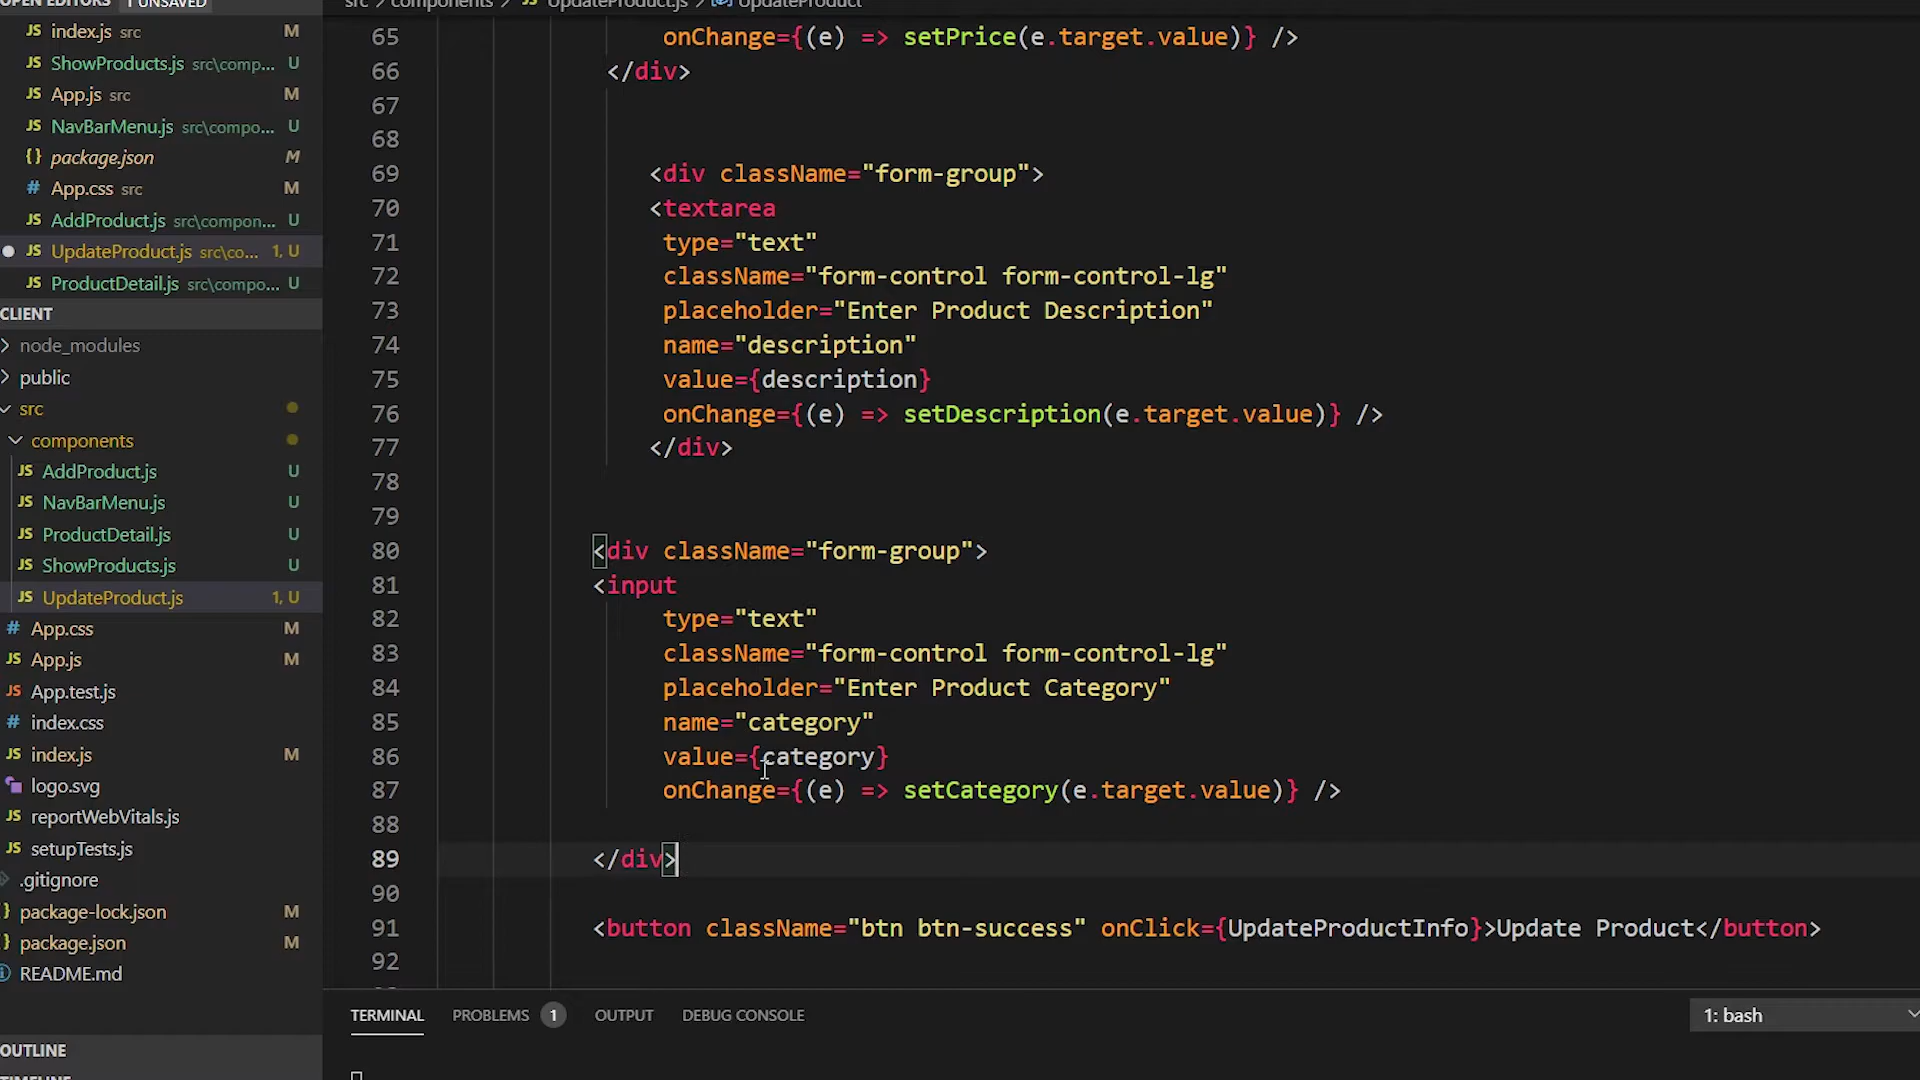 OPEN EDITORS 1 UNSAVED
JS index.js src M
JS ShowProducts.js src\comp... U
JS App.js src M
JS NavBarMenu.js src\compo... U
{} package.json M
# App.css src M
JS AddProduct.js src\compon... U
JS UpdateProduct.js src\co... 1, U
JS ProductDetail.js src\compo... U
CLIENT
node_modules
public
src
components
JS AddProduct.js U
JS NavBarMenu.js U
JS ProductDetail.js U
JS ShowProducts.js U
JS UpdateProduct.js 1, U
# App.css M
JS App.js M
JS App.test.js
# index.css
JS index.js M
logo.svg
JS reportWebVitals.js
JS setupTests.js
.gitignore
package-lock.json M
package.json M
README.md
OUTLINE
TIMELINE
src > components > JS UpdateProduct.js > UpdateProduct
65 onChange={(e) => setPrice(e.target.value)} />
66 </div>
67
68
69 <div className="form-group">
70 <textarea
71 type="text"
72 className="form-control form-control-lg"
73 placeholder="Enter Product Description"
74 name="description"
75 value={description}
76 onChange={(e) => setDescription(e.target.value)} />
77 </div>
78
79
80 <div className="form-group">
81 <input
82 type="text"
83 className="form-control form-control-lg"
84 placeholder="Enter Product Category"
85 name="category"
86 value={category}
87 onChange={(e) => setCategory(e.target.value)} />
88
89 </div>
90
91 <button className="btn btn-success" onClick={UpdateProductInfo}>Update Product</button>
92
TERMINAL PROBLEMS 1 OUTPUT DEBUG CONSOLE 1: bash